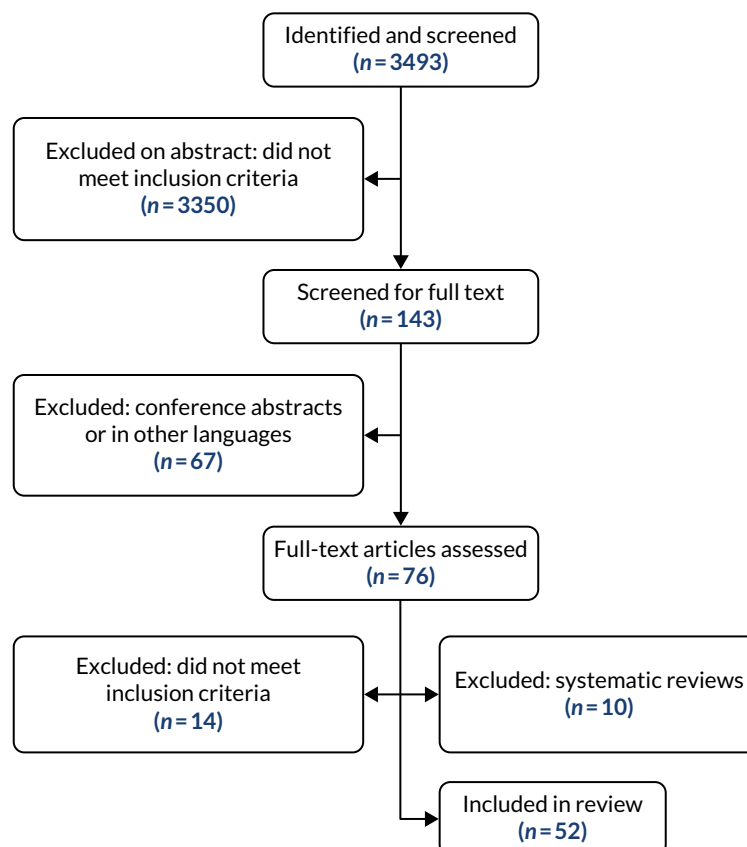 Identified and screened
(n=3493)
Excluded on abstract: did not
meet inclusion criteria
(n=3350)
Screened for full text
(n=143)
Excluded: conference abstracts
or in other languages
(n=67)
Full-text articles assessed
(n=76)
Excluded: did not meet
inclusion criteria
(n=14)
Excluded: systematic reviews
(n=10)
Included in review
(n=52)